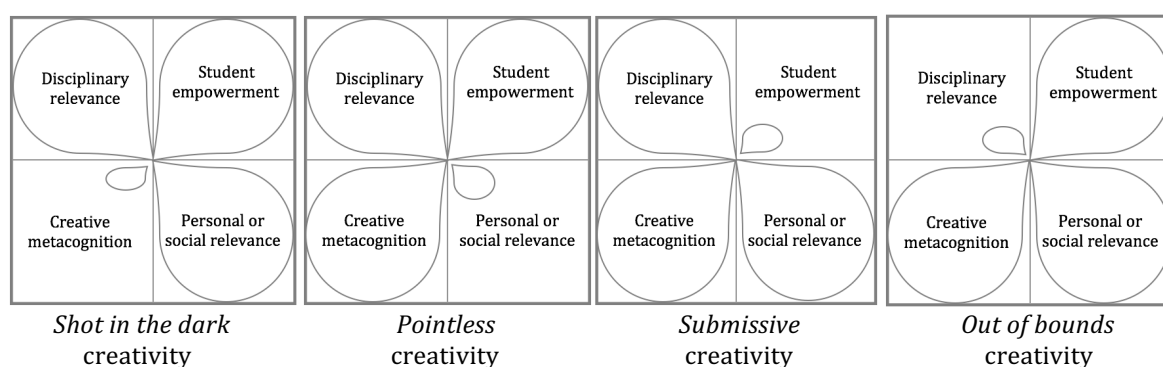 Disciplinary
relevance
Student
empowerment
Creative
metacognition
Personal or
social relevance
Shot in the dark
creativity
Disciplinary
relevance
Student
empowerment
Creative
metacognition
Personal or
social relevance
Pointless
creativity
Disciplinary
relevance
Student
empowerment
Creative
metacognition
Personal or
social relevance
Submissive
creativity
Disciplinary
relevance
Student
empowerment
Creative
metacognition
Personal or
social relevance
Out of bounds
creativity